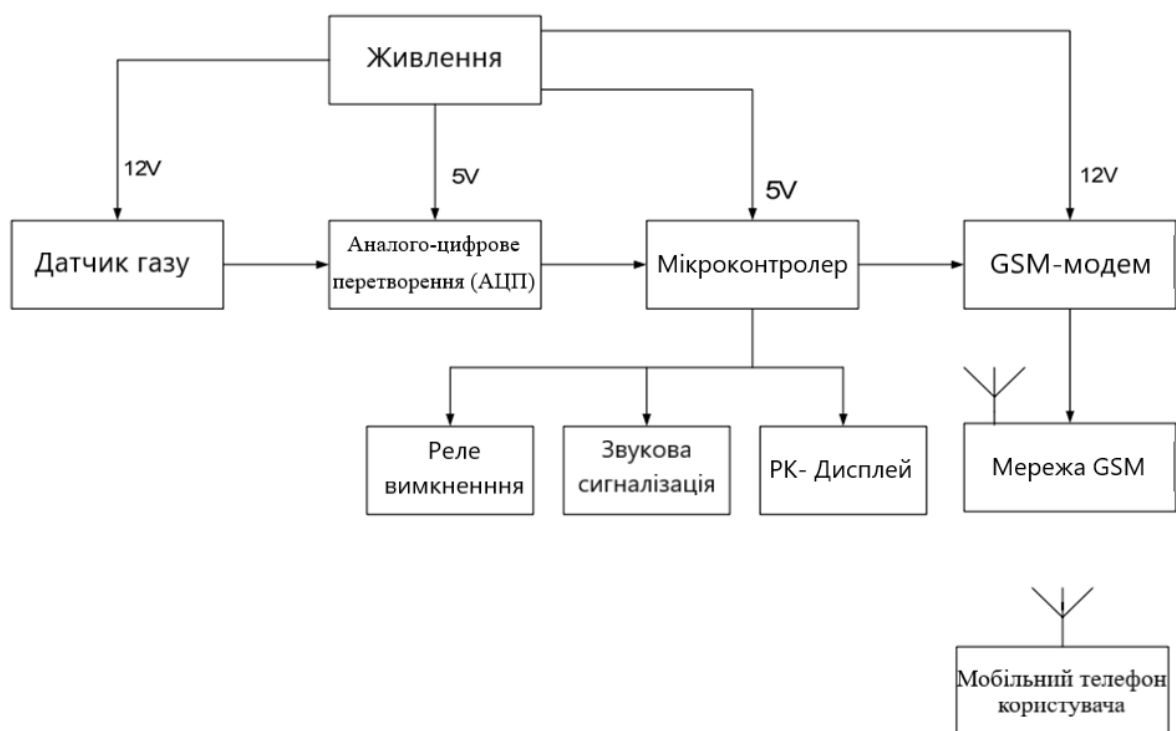 Живлення
12V
5V
5V
12V
Датчик газу
Аналого-цифрове
перетворення (АЦП)
Мікроконтролер
GSM-модем
Реле
вимкненння
Звукова
сигналізація
РК- Дисплей
Мережа GSM
Мобільний телефон
користувача